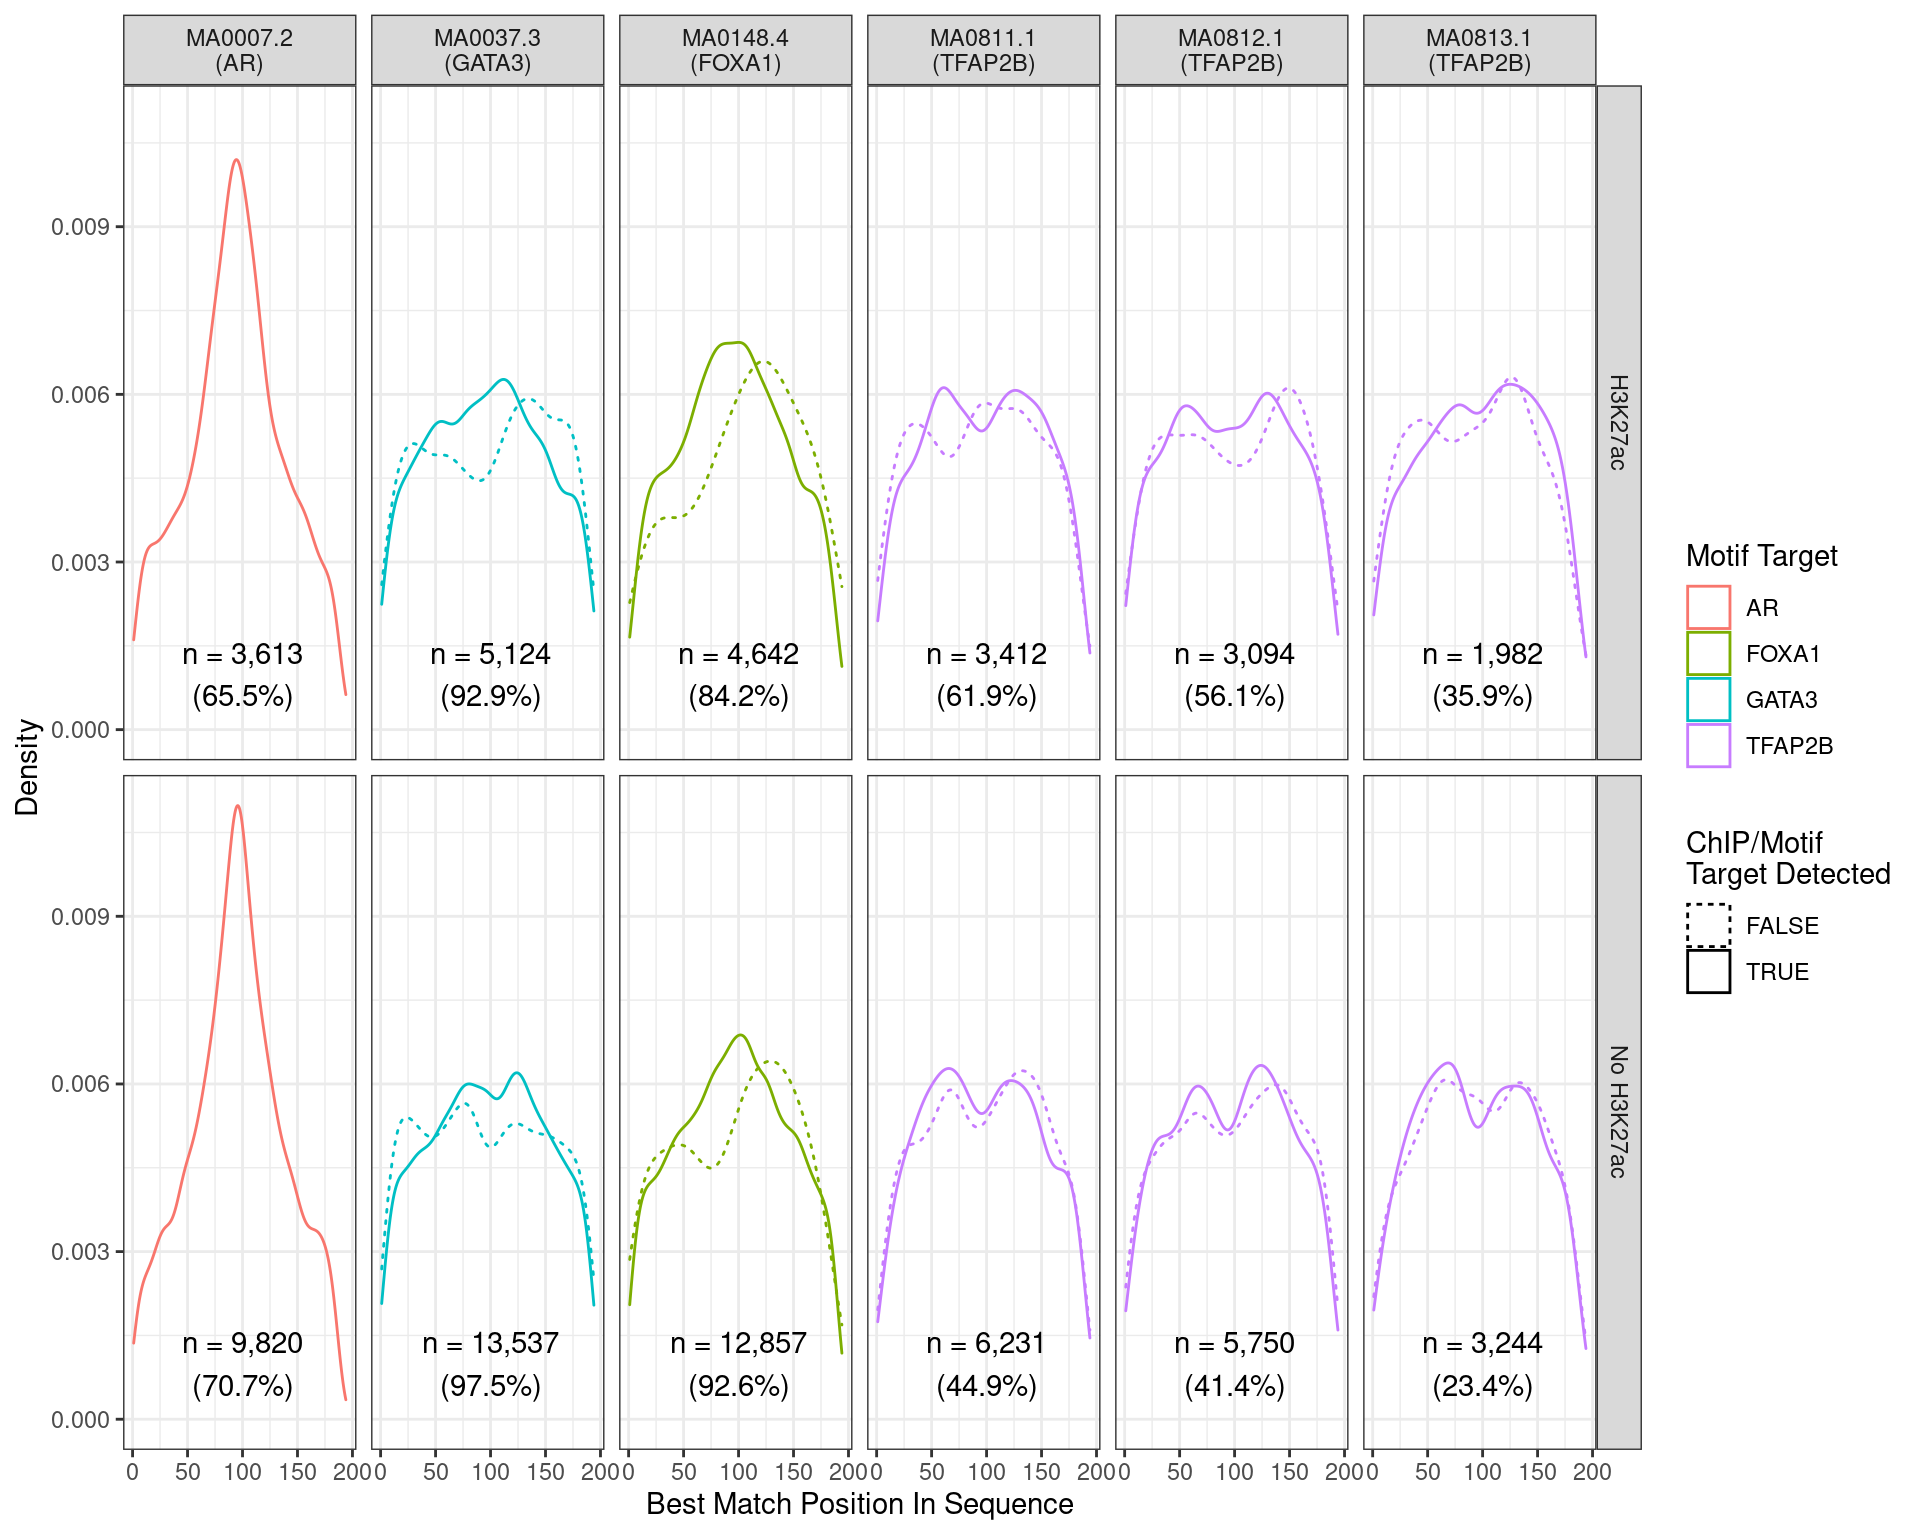 MA0007.2
(AR)
MA0037.3
(GATA3)
MA0148.4
(FOXA1)
MA0811.1
(TFAP2B)
MA0812.1
(TFAP2B)
MA0813.1
(TFAP2B)
Density
0.009
0.006
0.003
0.000
n = 3,613
(65.5%)
n = 5,124
(92.9%)
n = 4,642
(84.2%)
n = 3,412
(61.9%)
n = 3,094
(56.1%)
n = 1,982
(35.9%)
H3K27ac
0.009
0.006
0.003
0.000
n = 9,820
(70.7%)
n = 13,537
(97.5%)
n = 12,857
(92.6%)
n = 6,231
(44.9%)
n = 5,750
(41.4%)
n = 3,244
(23.4%)
No H3K27ac
0 50 100 150 200
0 50 100 150 200
0 50 100 150 200
0 50 100 150 200
0 50 100 150 200
0 50 100 150 200
Best Match Position In Sequence
Motif Target
AR
FOXA1
GATA3
TFAP2B
ChIP/Motif
Target Detected
FALSE
TRUE